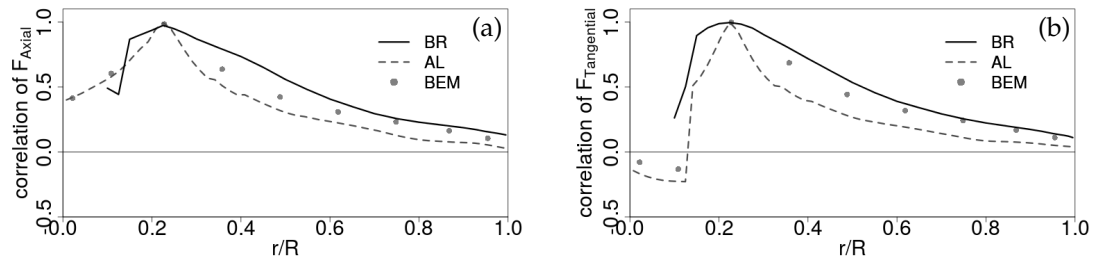 correlation of F_Axial
1.0
0.5
0.0
-0.5
(a)
BR
AL
BEM
0.0 0.2 0.4 0.6 0.8 1.0
r/R
correlation of F_Tangential
1.0
0.5
0.0
-0.5
(b)
BR
AL
BEM
0.0 0.2 0.4 0.6 0.8 1.0
r/R